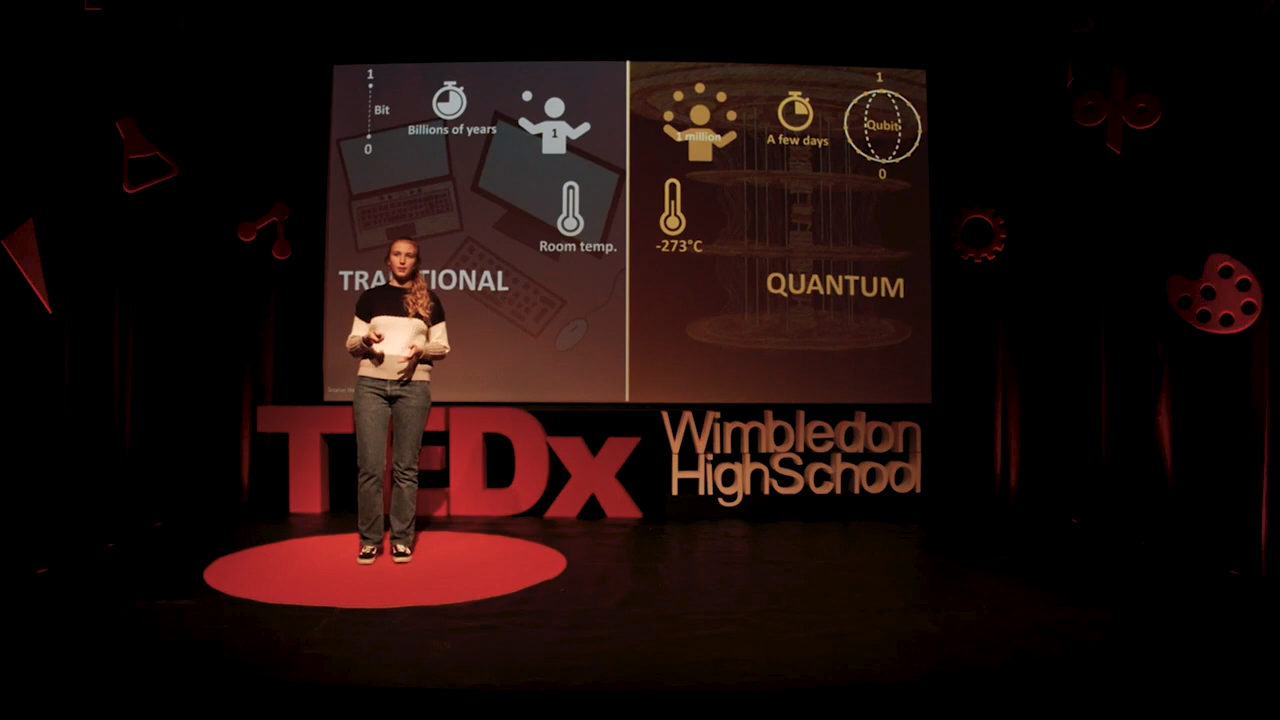 1
Bit
0
Billions of years
1
Room temp.
TRA TIONAL
1 million
A few days
1
Qubit
0
-273°C
QUANTUM
TEDx
Wimbledon
HighSchool